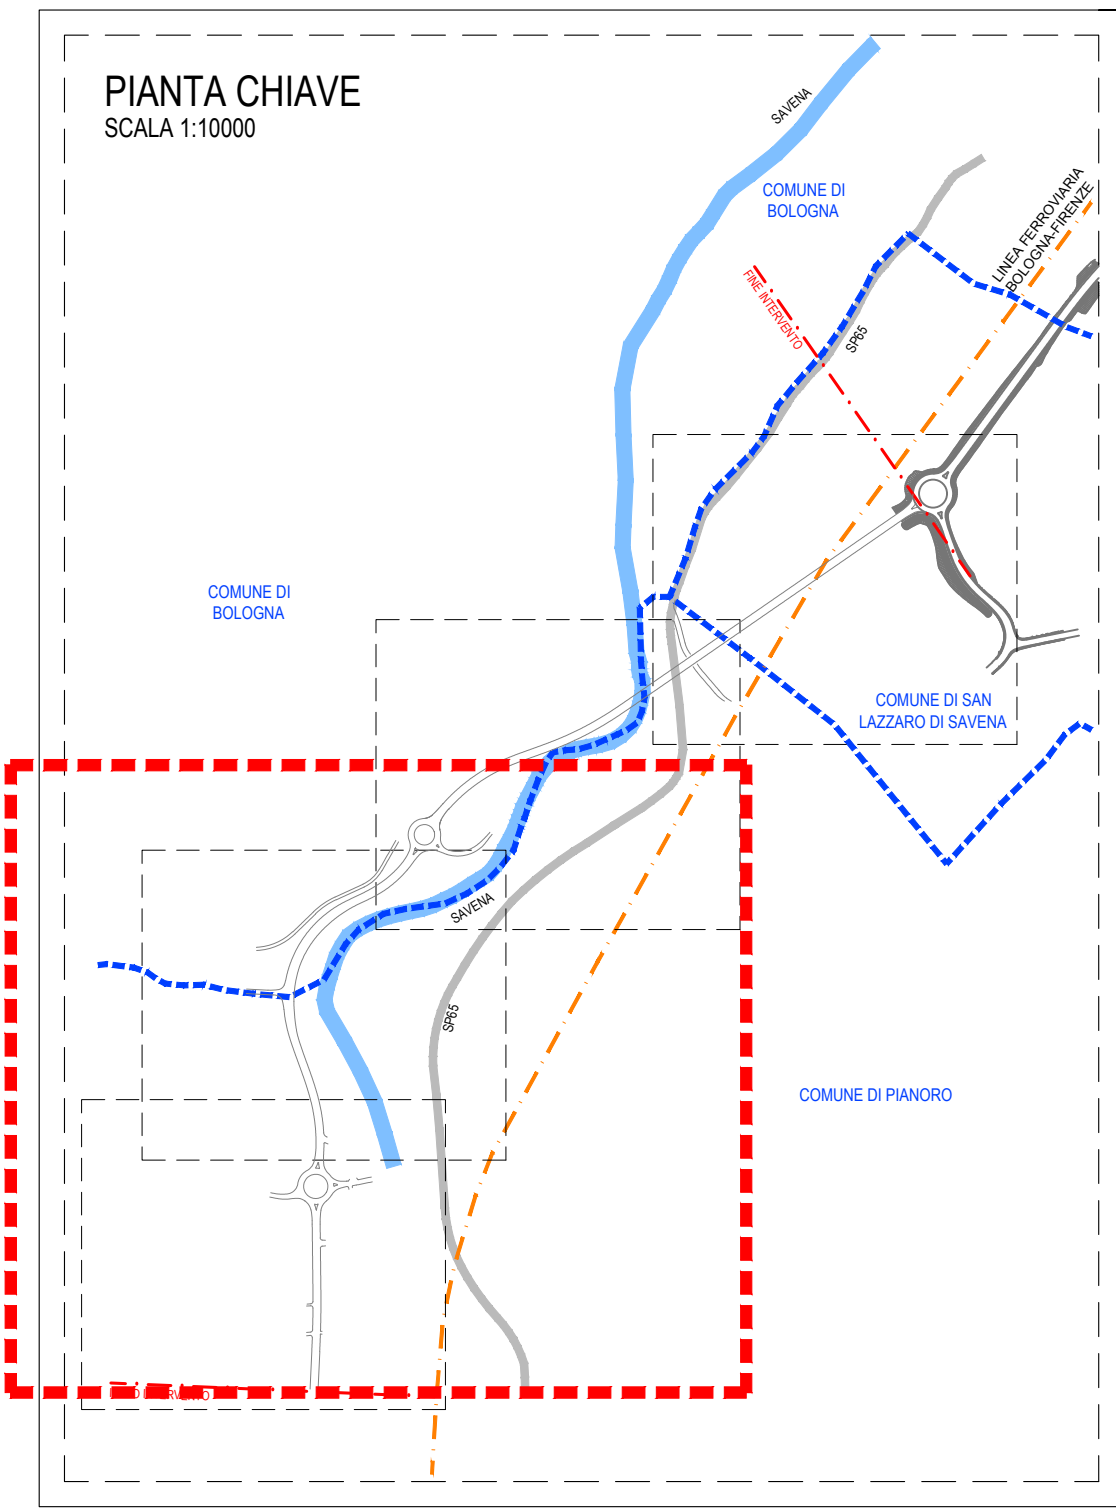 PIANTA CHIAVE
SCALA 1:10000
SAVENA
COMUNE DI
BOLOGNA
LINEA FERROVIARIA
BOLOGNA-FIRENZE
FINE INTERVENTO
SP65
COMUNE DI
BOLOGNA
COMUNE DI SAN
LAZZARO DI SAVENA
SAVENA
SP65
COMUNE DI PIANORO